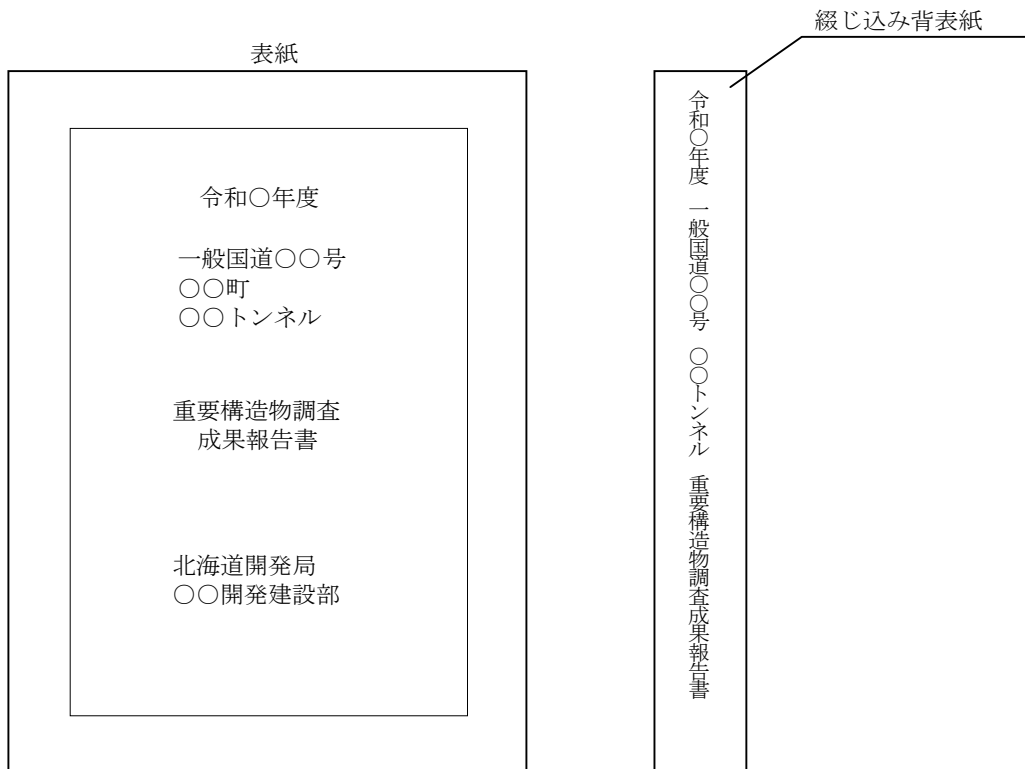 表紙
令和○年度
一般国道○○号
○○町
○○トンネル
重要構造物調査
成果報告書
北海道開発局
○○開発建設部
綴じ込み背表紙
令和○年度 一般国道○○号 ○○トンネル 重要構造物調査成果報告書